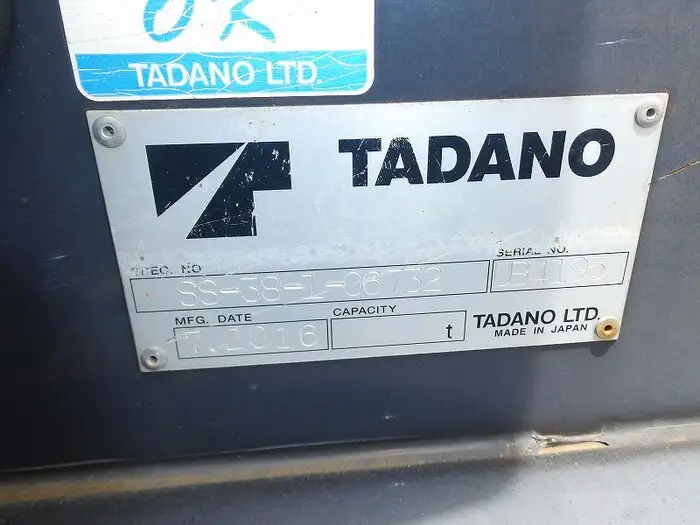 OK
TADANO LTD.
TADANO
SPEC. NO
SERIAL NO.
SS-38-1-06732
MFG. DATE
CAPACITY
7.2016
t
TADANO LTD.
MADE IN JAPAN